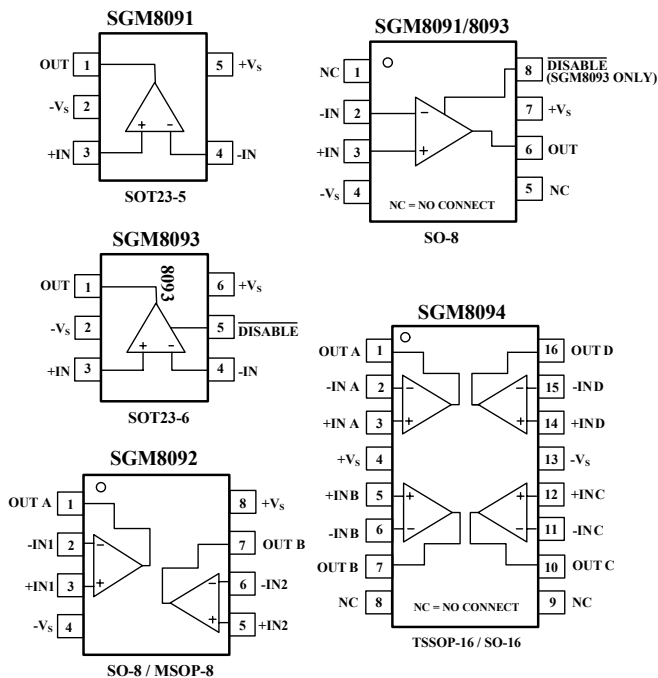 SGM8091
OUT 1 5 +VS
-VS 2
+IN 3 4 -IN
+ -
SOT23-5
SGM8091/8093
NC 1 8 DISABLE
(SGM8093 ONLY)
-IN 2 - 7 +VS
+IN 3 + 6 OUT
-VS 4 5 NC
NC = NO CONNECT
SO-8
SGM8093
8093
OUT 1 6 +VS
-VS 2 5 DISABLE
+IN 3 4 -IN
+ -
SOT23-6
SGM8094
OUT A 1 16 OUT D
-IN A 2 - - 15 -IND
+IN A 3 + + 14 +IND
+VS 4 13 -VS
+INB 5 + + 12 +INC
-INB 6 - - 11 -INC
OUT B 7 10 OUT C
NC 8 9 NC
NC = NO CONNECT
TSSOP-16 / SO-16
SGM8092
OUT A 1 8 +VS
-IN1 2 - 7 OUT B
+IN1 3 + - 6 -IN2
-VS 4 + 5 +IN2
SO-8 / MSOP-8